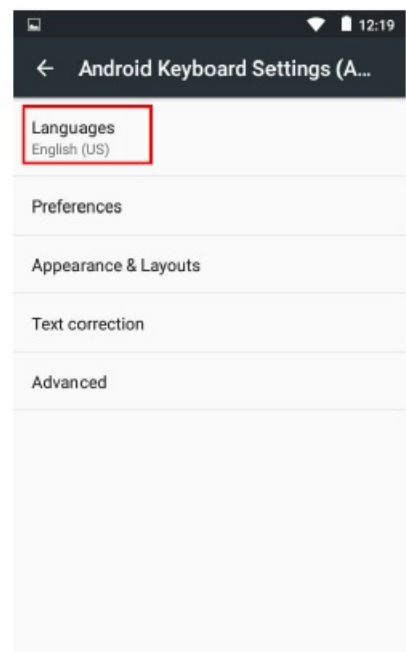 12:19
Android Keyboard Settings (A...
Languages
English (US)
Preferences
Appearance & Layouts
Text correction
Advanced